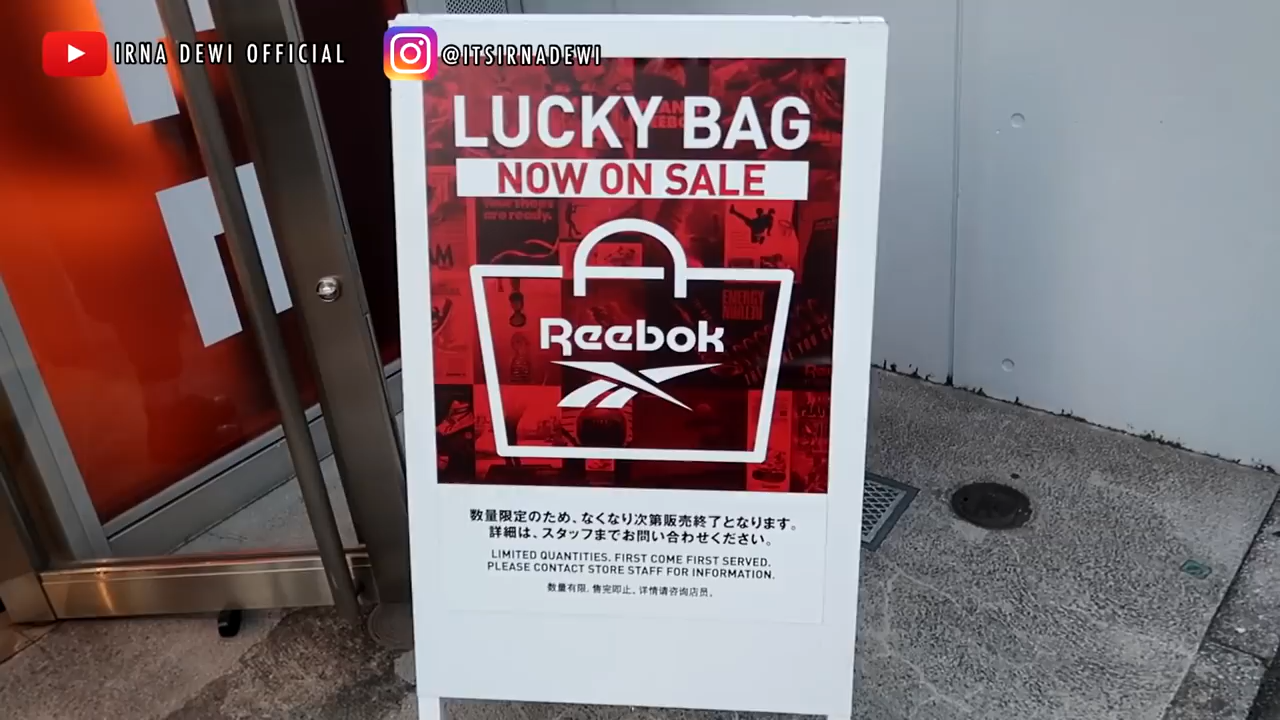 IRNA DEWI OFFICIAL
@ITSIRNADEWI
LUCKY BAG
NOW ON SALE
are ready.
ENERGY
Reebok
数量限定のため、なくなり次第販売終了となります。
詳細は、スタッフまでお問い合わせください。
LIMITED QUANTITIES. FIRST COME FIRST SERVED.
PLEASE CONTACT STORE STAFF FOR INFORMATION.
数量有限. 售完即止。详情请咨询店员。